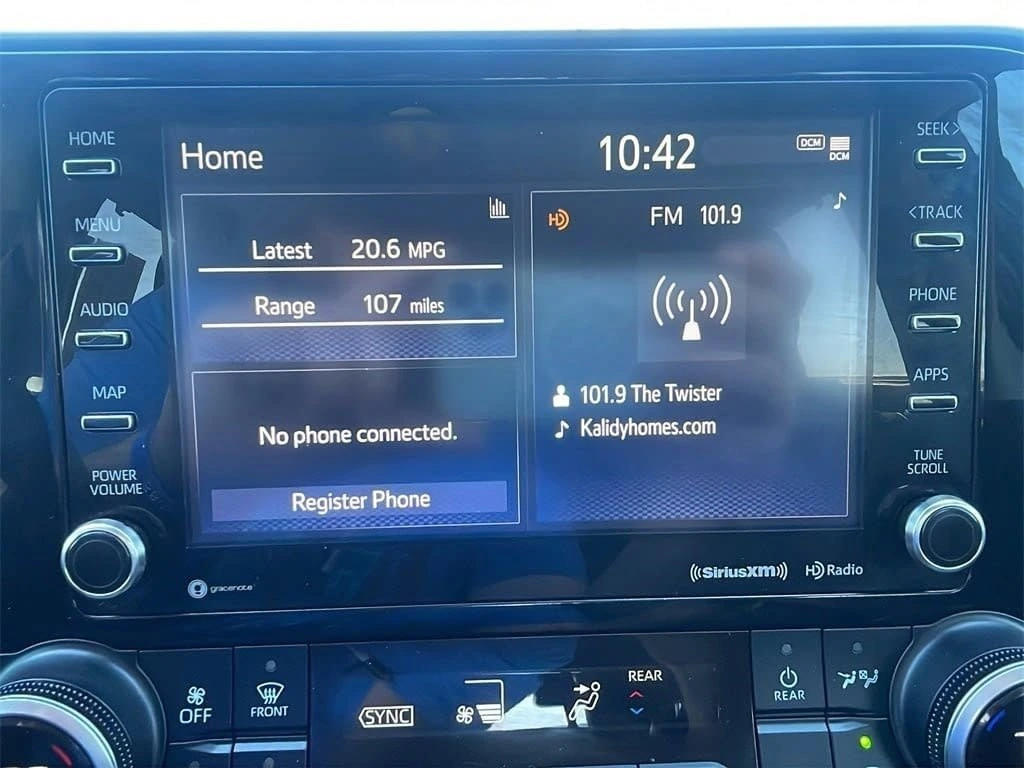 HOME
MENU
AUDIO
MAP
POWER
VOLUME
Home
10:42
DCM
DCM
Latest 20.6 MPG
Range 107 miles
No phone connected.
Register Phone
HD
FM 101.9
101.9 The Twister
Kalidyhomes.com
SEEK>
<TRACK
PHONE
APPS
TUNE
SCROLL
gracenote
((SiriusXM))
HD Radio
OFF
FRONT
SYNC
REAR
REAR